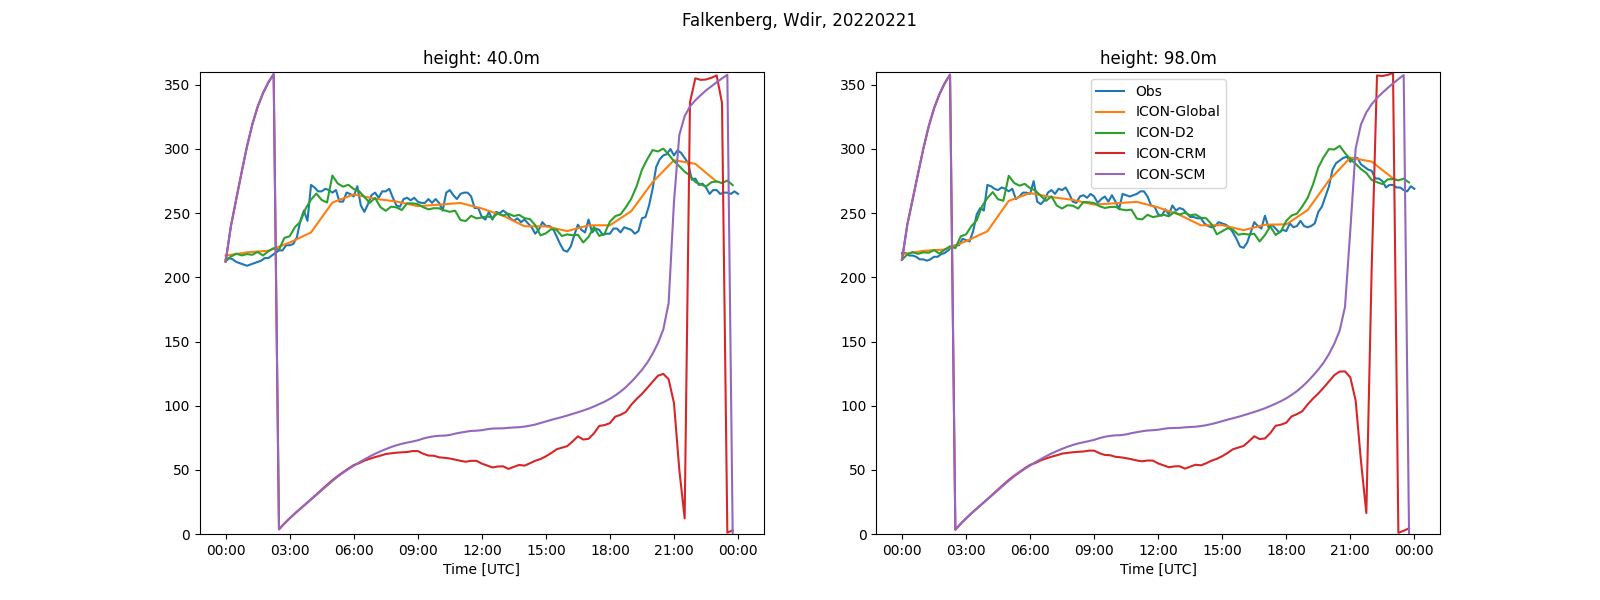 Falkenberg, Wdir, 20220221
height: 40.0m
350
300
250
200
150
100
50
0
00:00 03:00 06:00 09:00 12:00 15:00 18:00 21:00 00:00
Time [UTC]
height: 98.0m
Obs
ICON-Global
ICON-D2
ICON-CRM
ICON-SCM
350
300
250
200
150
100
50
0
00:00 03:00 06:00 09:00 12:00 15:00 18:00 21:00 00:00
Time [UTC]